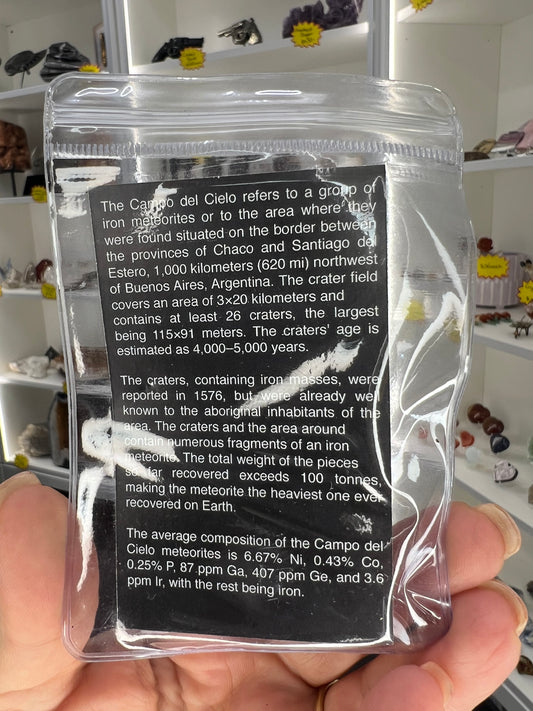 The Campo del Cielo refers to a group of
iron meteorites or to the area where they
were found situated on the border between
the provinces of Chaco and Santiago del
Estero, 1,000 kilometers (620 mi) northwest
of Buenos Aires, Argentina. The crater field
covers an area of 3×20 kilometers and
contains at least 26 craters, the largest
being 115×91 meters. The craters' age is
estimated as 4,000–5,000 years.
The craters, containing iron masses, were
reported in 1576, but were already well
known to the aboriginal inhabitants of the
area. The craters and the area around
contain numerous fragments of an iron
meteorite. The total weight of the pieces
so far recovered exceeds 100 tonnes,
making the meteorite the heaviest one ever
recovered on Earth.
The average composition of the Campo del
Cielo meteorites is 6.67% Ni, 0.43% Co,
0.25% P, 87 ppm Ga, 407 ppm Ge, and 3.6
ppm Ir, with the rest being iron.